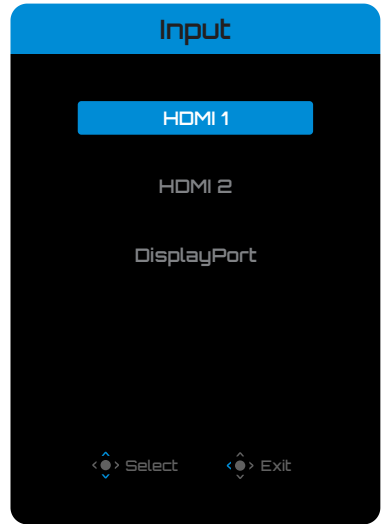 Input
HDMI 1
HDMI 2
DisplayPort
Select Exit